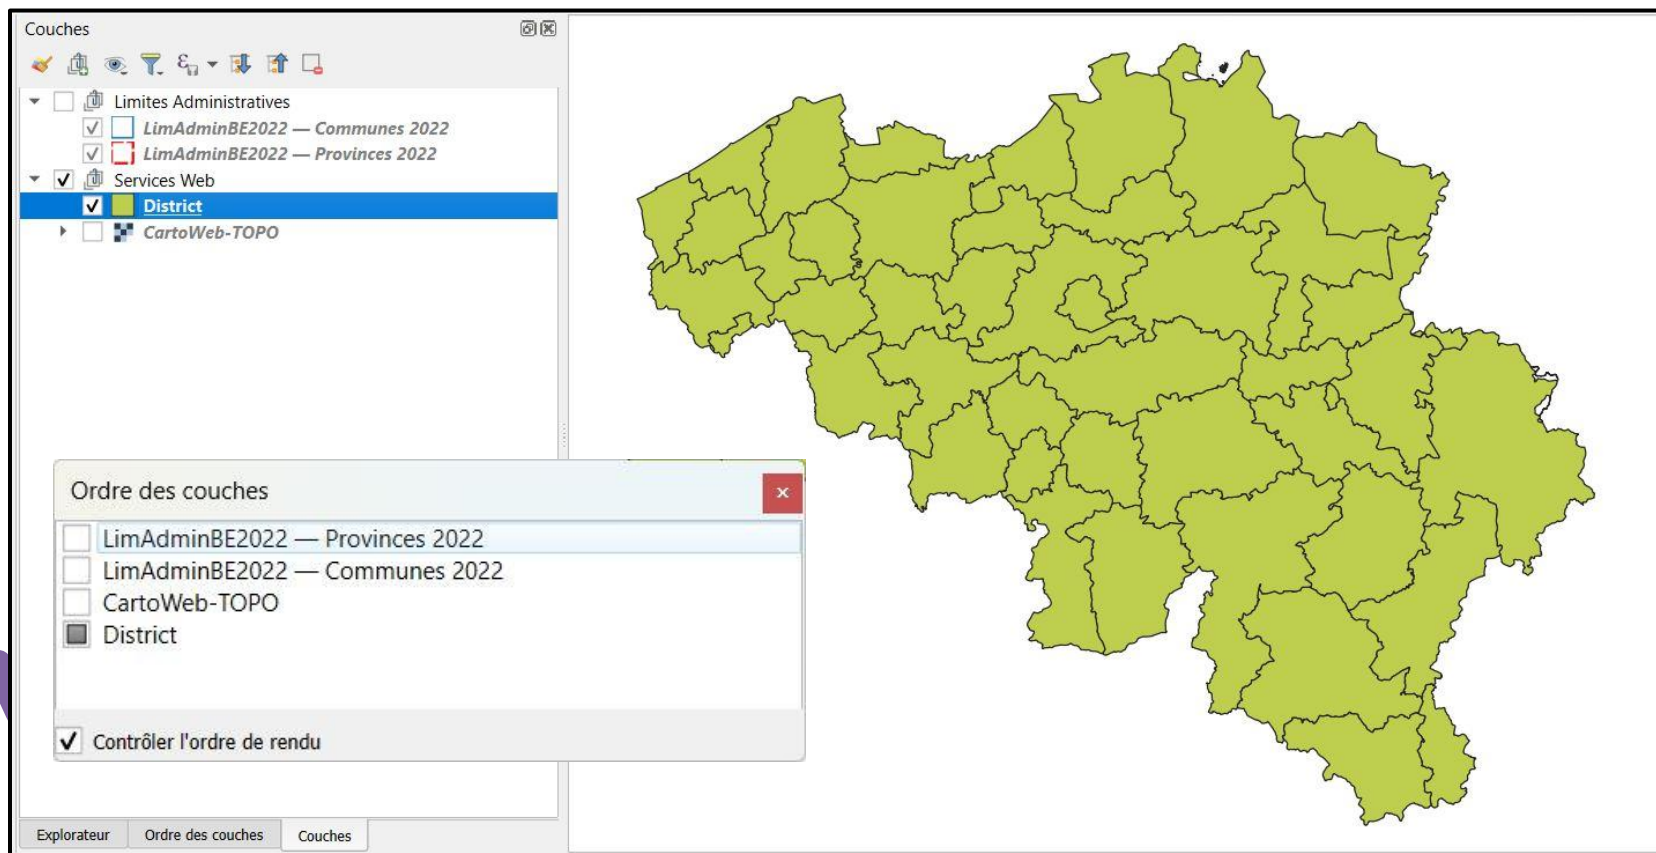 Couches
Limites Administratives
LimAdminBE2022 — Communes 2022
LimAdminBE2022 — Provinces 2022
Services Web
District
CartoWeb-TOPO
Ordre des couches
LimAdminBE2022 — Provinces 2022
LimAdminBE2022 — Communes 2022
CartoWeb-TOPO
District
Contrôler l'ordre de rendu
Explorateur
Ordre des couches
Couches